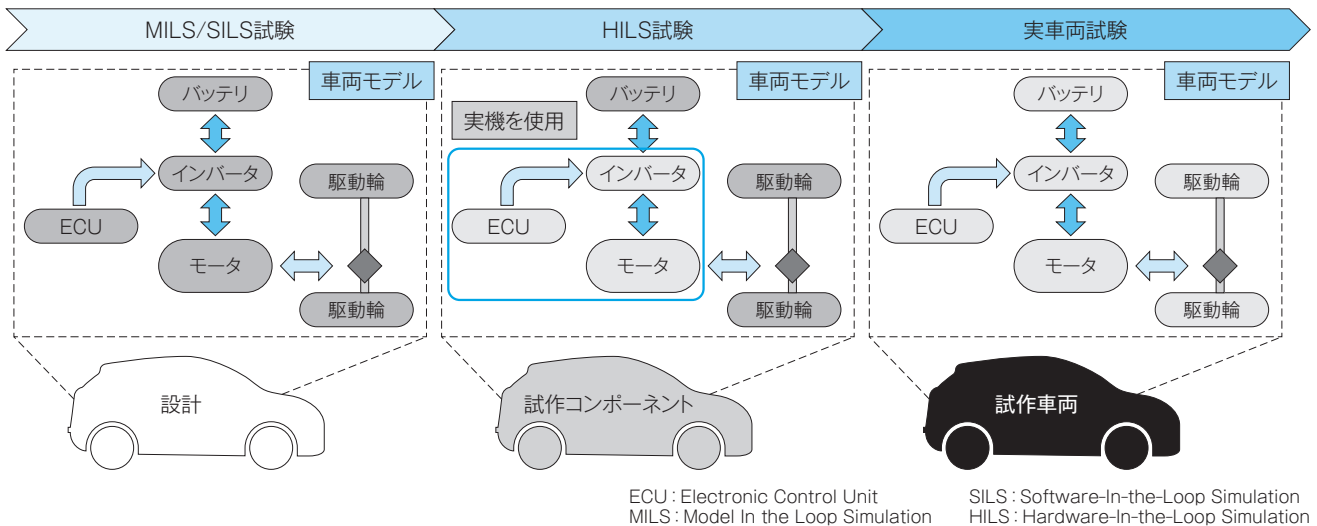 MILS/SILS試験
HILS試験
実車両試験
車両モデル
バッテリ
インバータ
駆動輪
ECU
モータ
駆動輪
設計
車両モデル
バッテリ
実機を使用
インバータ
駆動輪
ECU
モータ
駆動輪
試作コンポーネント
車両モデル
バッテリ
インバータ
駆動輪
ECU
モータ
駆動輪
試作車両
ECU：Electronic Control Unit
MILS：Model In the Loop Simulation
SILS：Software-In-the-Loop Simulation
HILS：Hardware-In-the-Loop Simulation